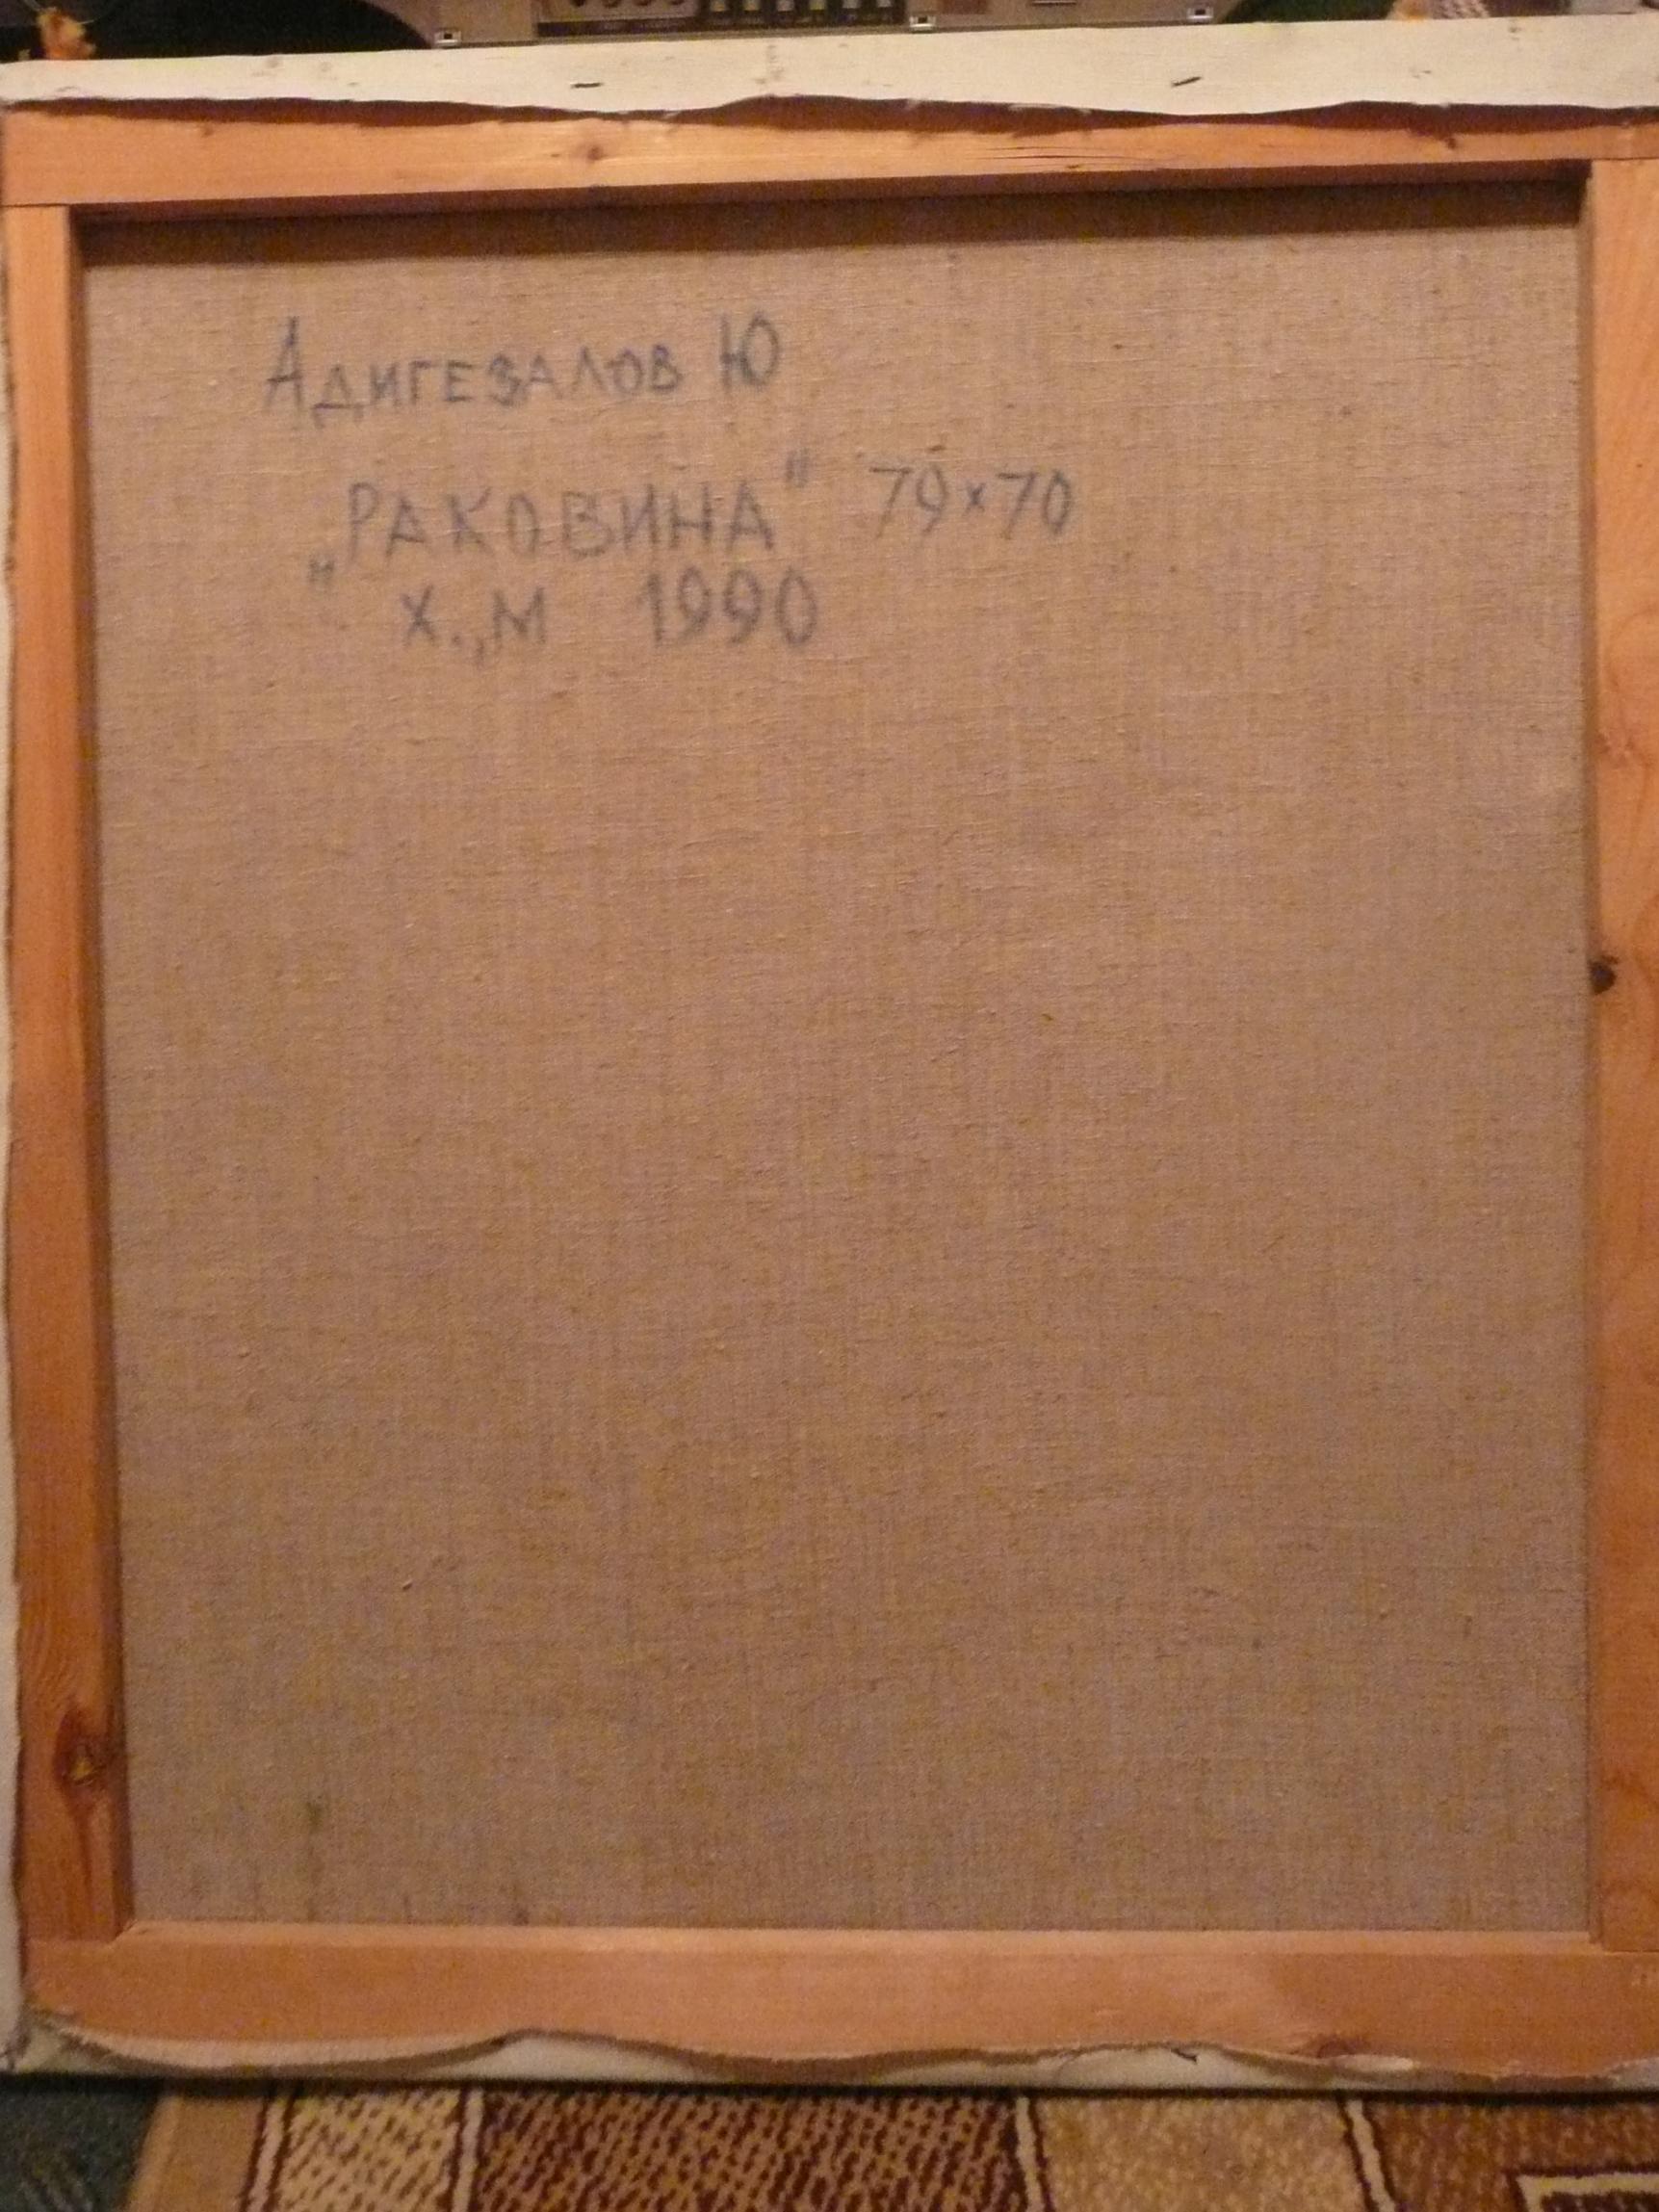 Адигезалов Ю
„РАКОВИНА" 79×70
х.,м 1990